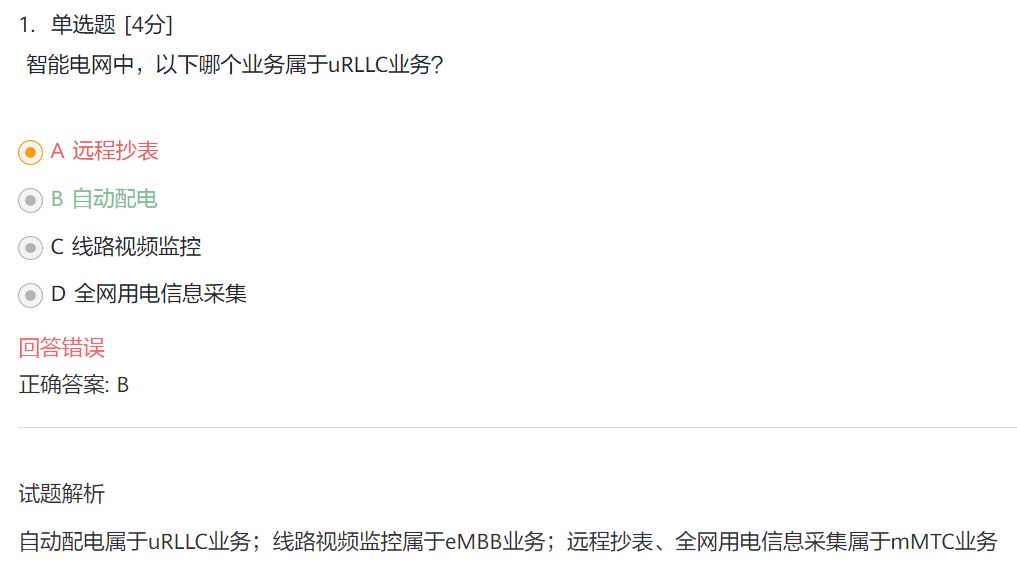 1. 单选题 [4分]
智能电网中，以下哪个业务属于uRLLC业务？
A 远程抄表
B 自动配电
C 线路视频监控
D 全网用电信息采集
回答错误
正确答案: B
试题解析
自动配电属于uRLLC业务；线路视频监控属于eMBB业务；远程抄表、全网用电信息采集属于mMTC业务